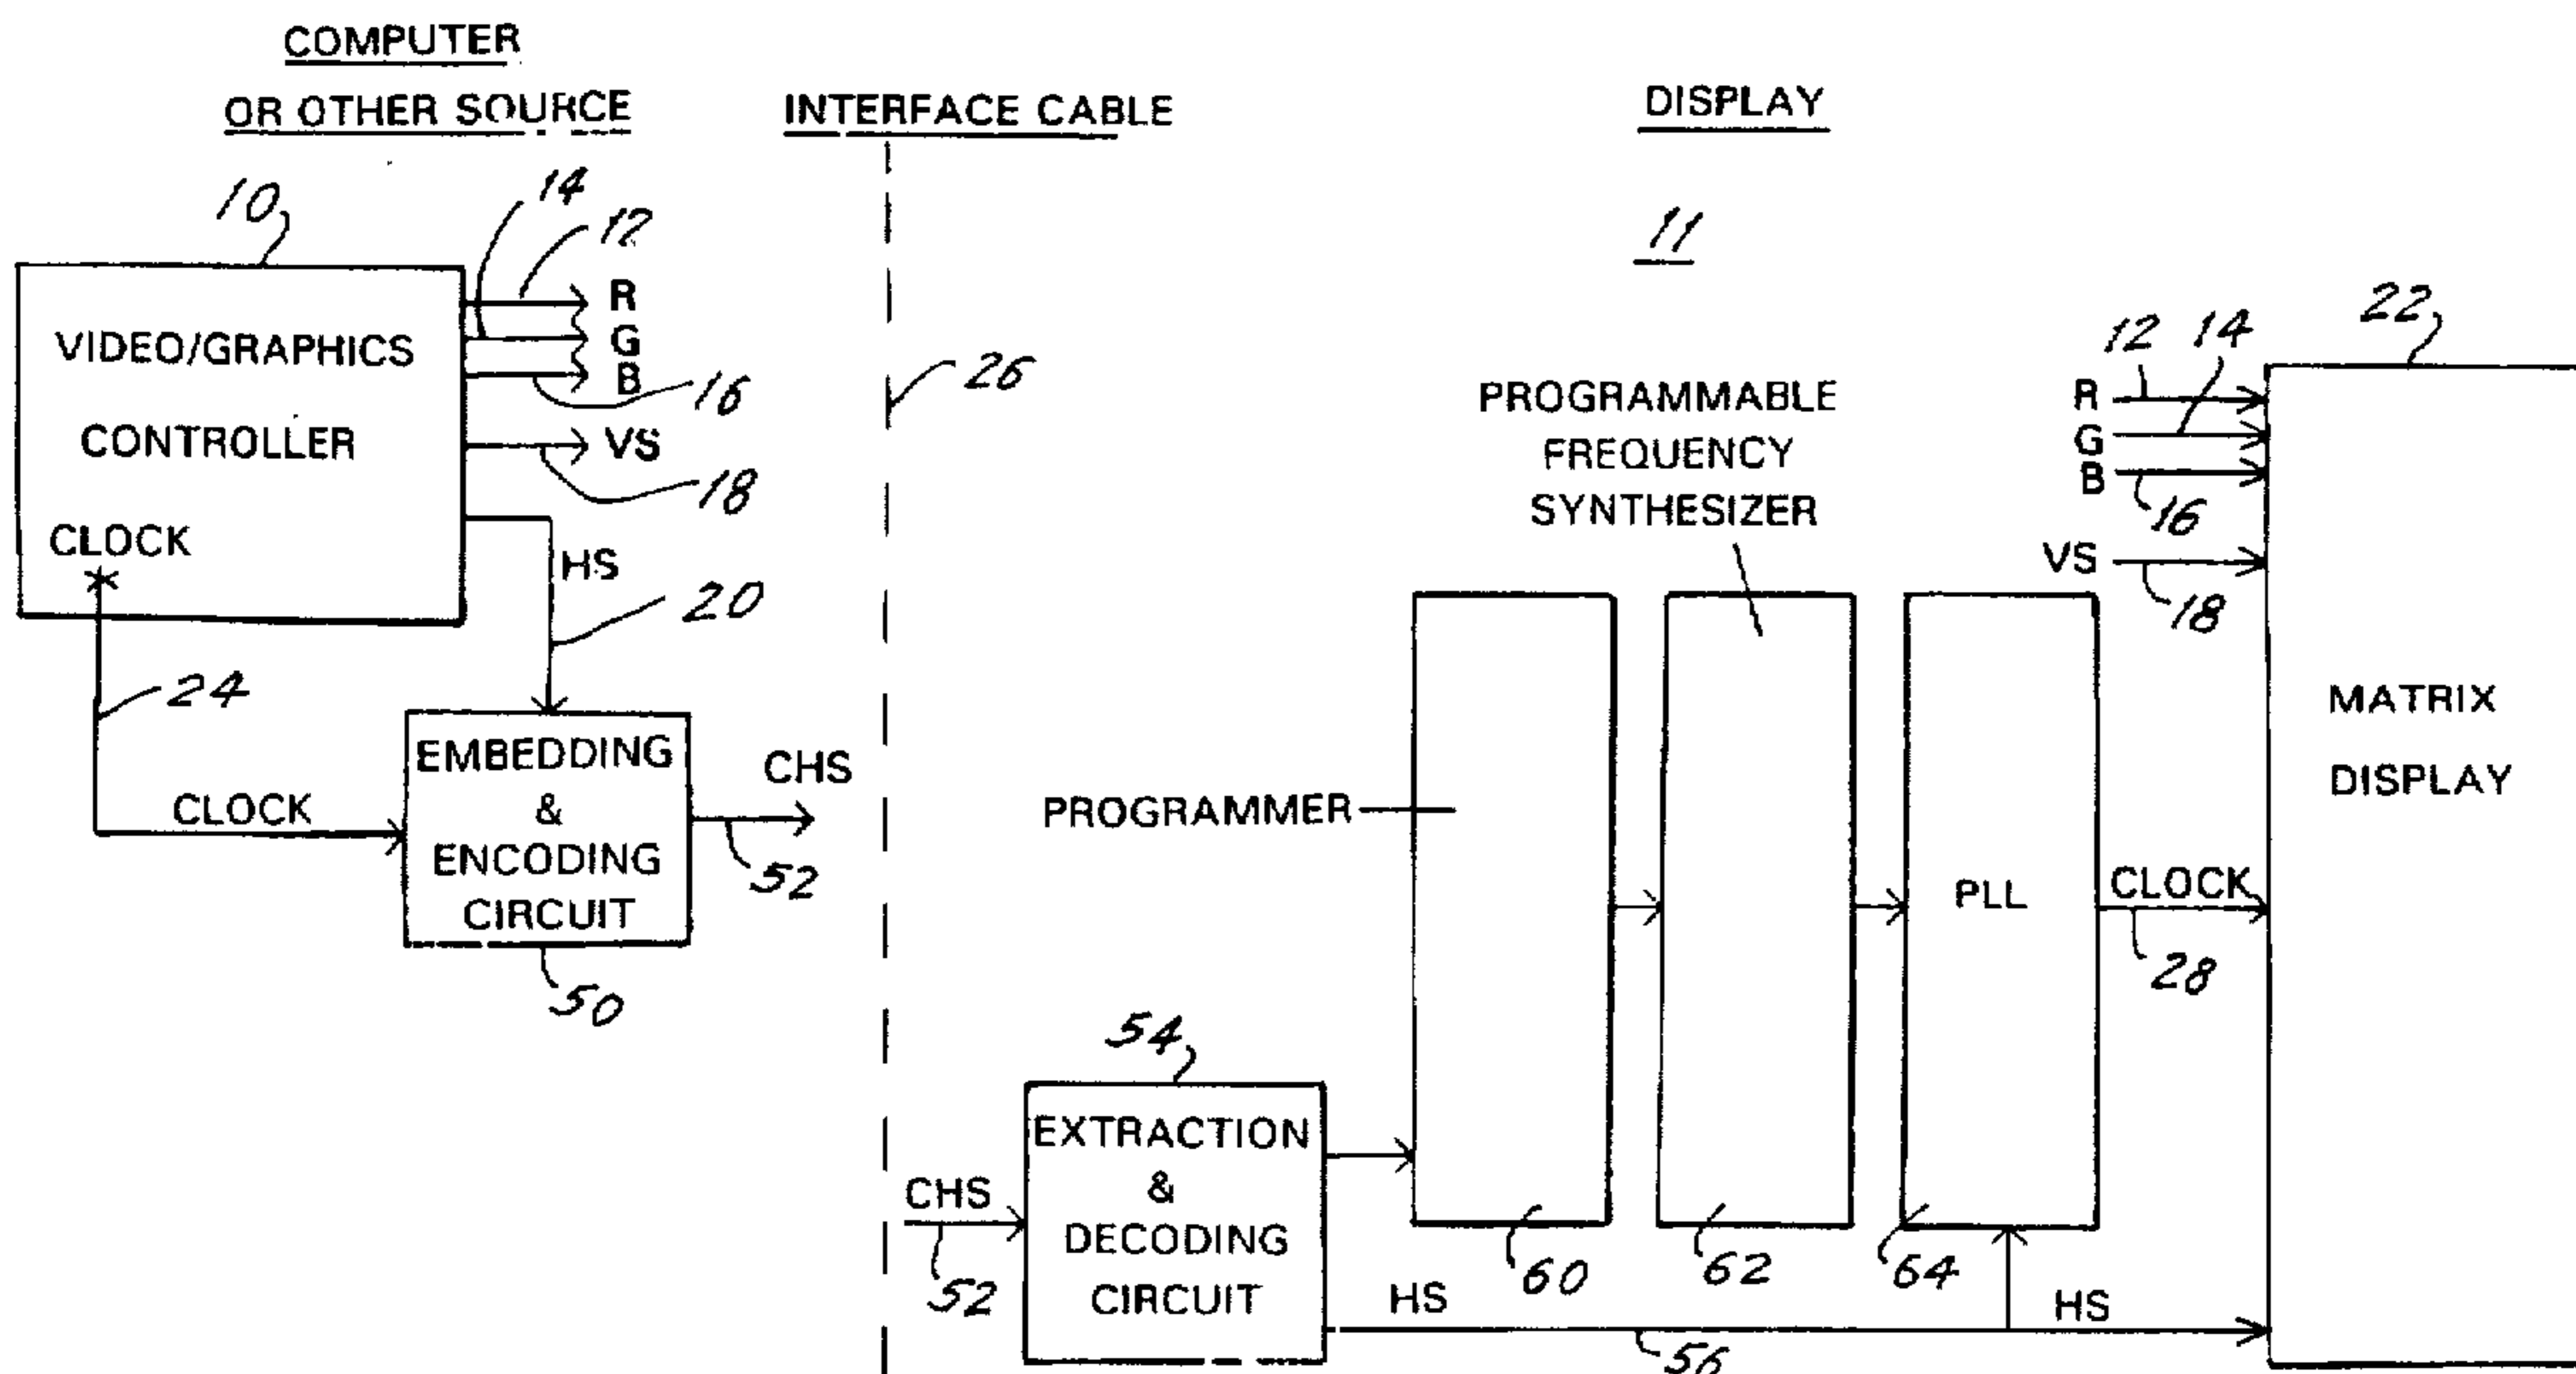 COMPUTER
OR OTHER SOURCE
INTERFACE CABLE
DISPLAY
11
10
14
12
R
G
B
16
VS
18
VIDEO/GRAPHICS
CONTROLLER
CLOCK
HS
20
24
CLOCK
EMBEDDING
&
ENCODING
CIRCUIT
50
CHS
52
26
PROGRAMMABLE
FREQUENCY
SYNTHESIZER
PROGRAMMER
54
EXTRACTION
&
DECODING
CIRCUIT
CHS
52
60
62
64
PLL
CLOCK
28
HS
56
HS
12
14
22
R
G
B
16
VS
18
MATRIX
DISPLAY